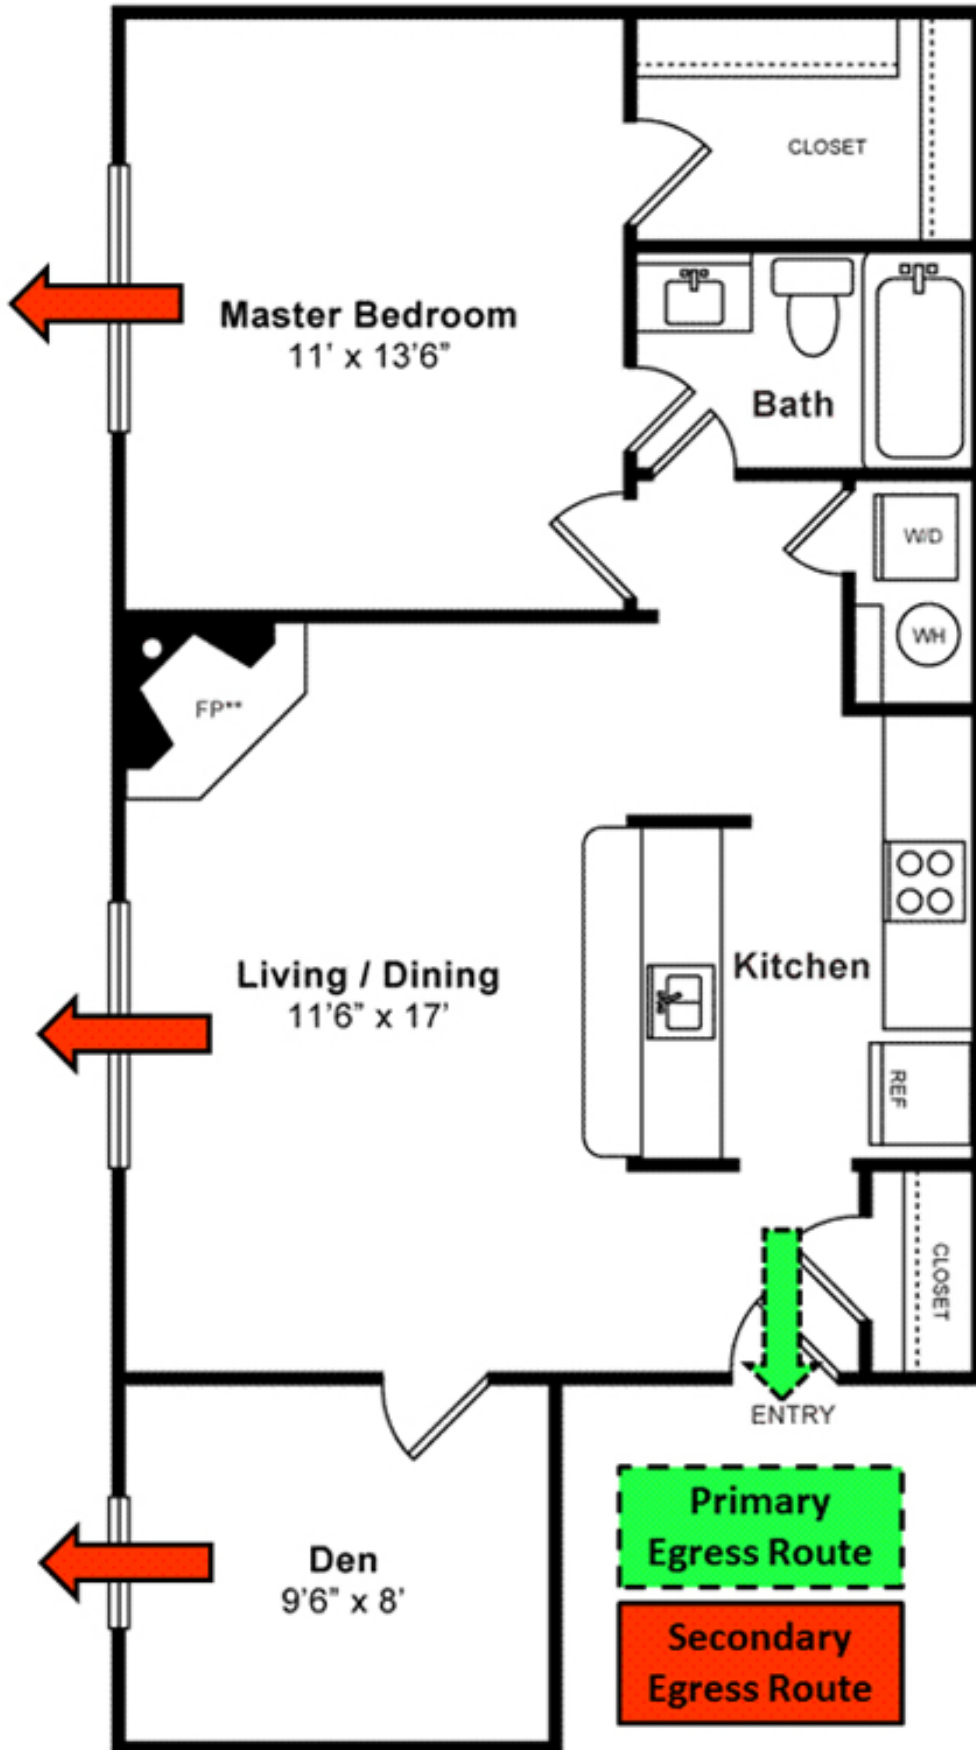 CLOSET
Master Bedroom
11' x 13'6"
Bath
W/D
WH
FP**
Living / Dining
11'6" x 17'
Kitchen
REF
CLOSET
ENTRY
Primary
Egress Route
Den
9'6" x 8'
Secondary
Egress Route